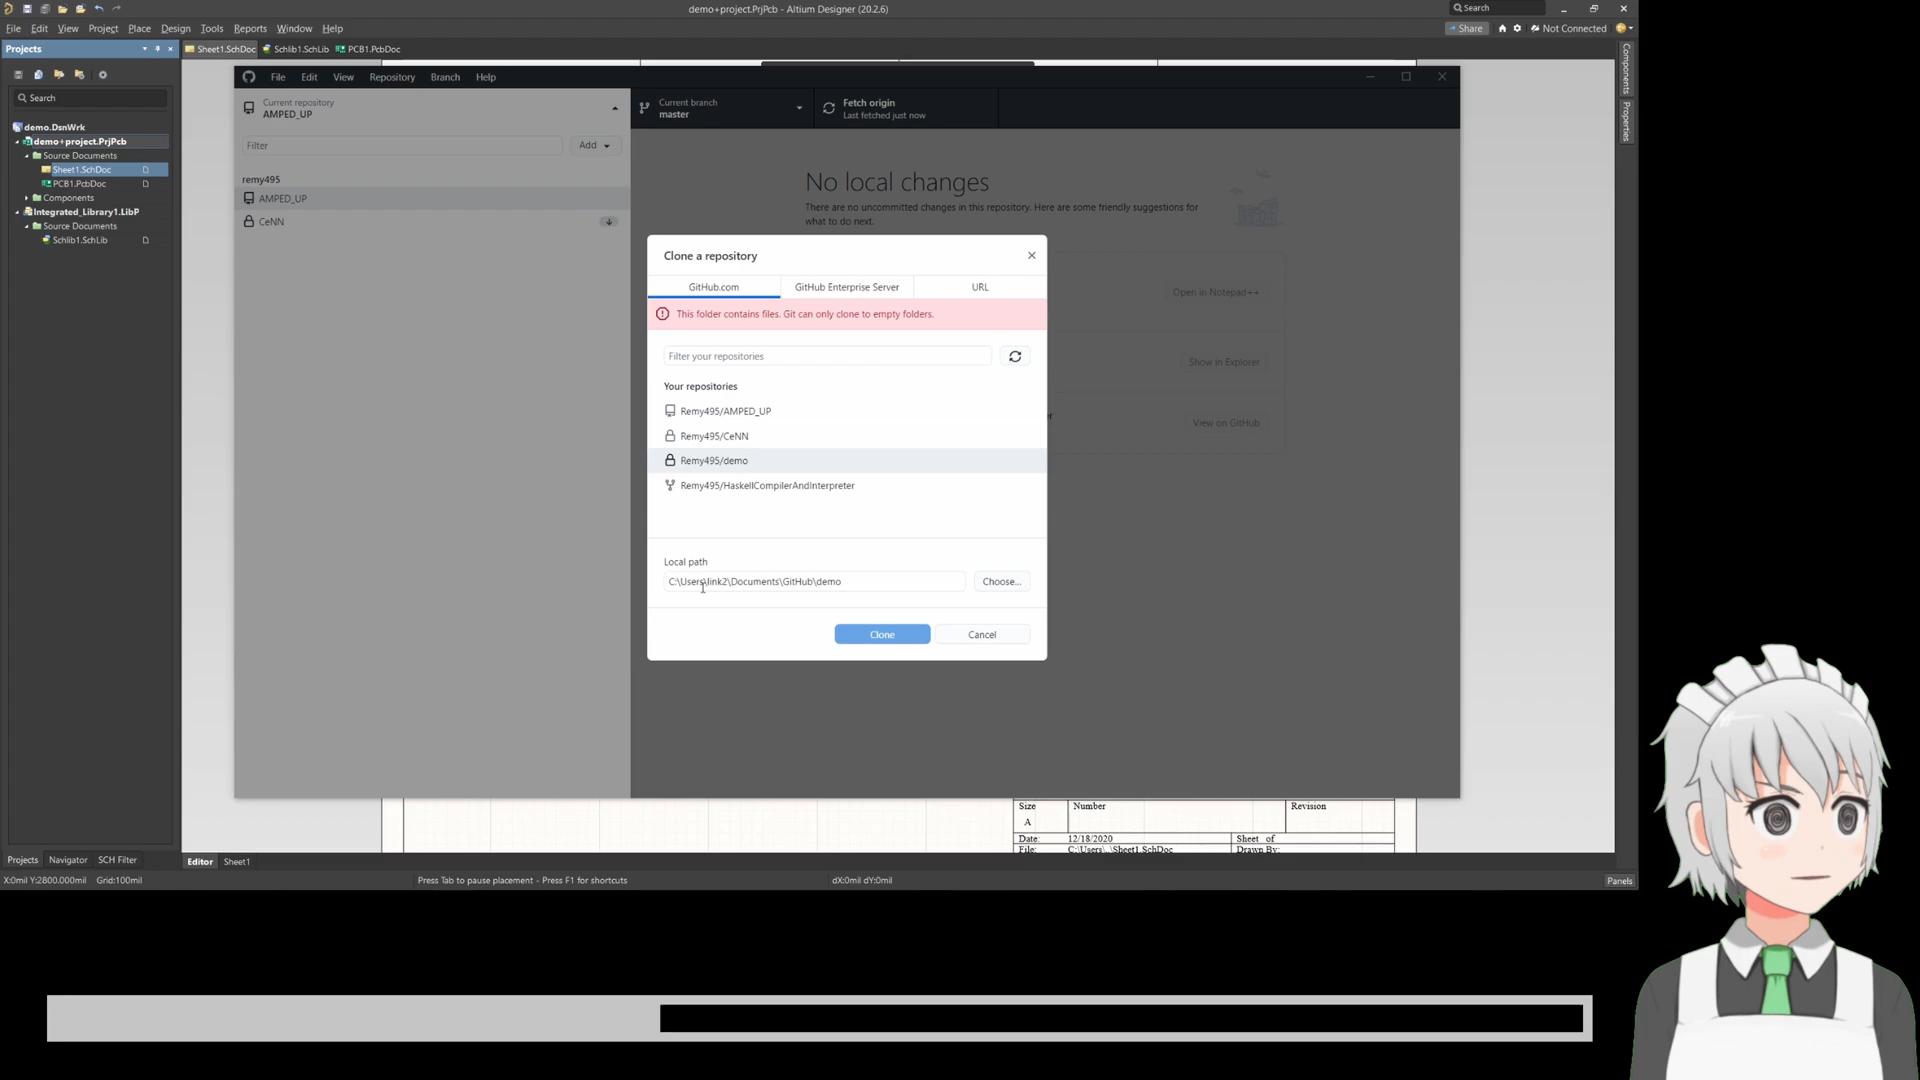 demo+project.PrjPcb - Altium Designer (20.2.6)
Search
File Edit View Project Place Design Tools Reports Window Help
Share
Not Connected
Projects
Sheet1.SchDoc
Schlib1.SchLib
PCB1.PcbDoc
Components
Properties
Search
demo.DsnWrk
demo+project.PrjPcb
Source Documents
Sheet1.SchDoc
PCB1.PcbDoc
Components
Integrated_Library1.LibP
Source Documents
Schlib1.SchLib
File Edit View Repository Branch Help
Current repository
AMPED_UP
Current branch
master
Fetch origin
Last fetched just now
Filter
Add
remy495
AMPED_UP
CeNN
No local changes
There are no uncommitted changes in this repository. Here are some friendly suggestions for
what to do next.
Open in Notepad++
Show in Explorer
View on GitHub
Clone a repository
GitHub.com
GitHub Enterprise Server
URL
This folder contains files. Git can only clone to empty folders.
Filter your repositories
Your repositories
Remy495/AMPED_UP
Remy495/CeNN
Remy495/demo
Remy495/HaskellCompilerAndInterpreter
Local path
C:\Users\link2\Documents\GitHub\demo
Choose...
Clone
Cancel
Size
Number
Revision
A
Date:
12/18/2020
Sheet of
File:
C:\Users\..\Sheet1.SchDoc
Drawn By:
Projects
Navigator
SCH Filter
Editor
Sheet1
X:0mil Y:2800.000mil Grid:100mil
Press Tab to pause placement - Press F1 for shortcuts
dX:0mil dY:0mil
Panels